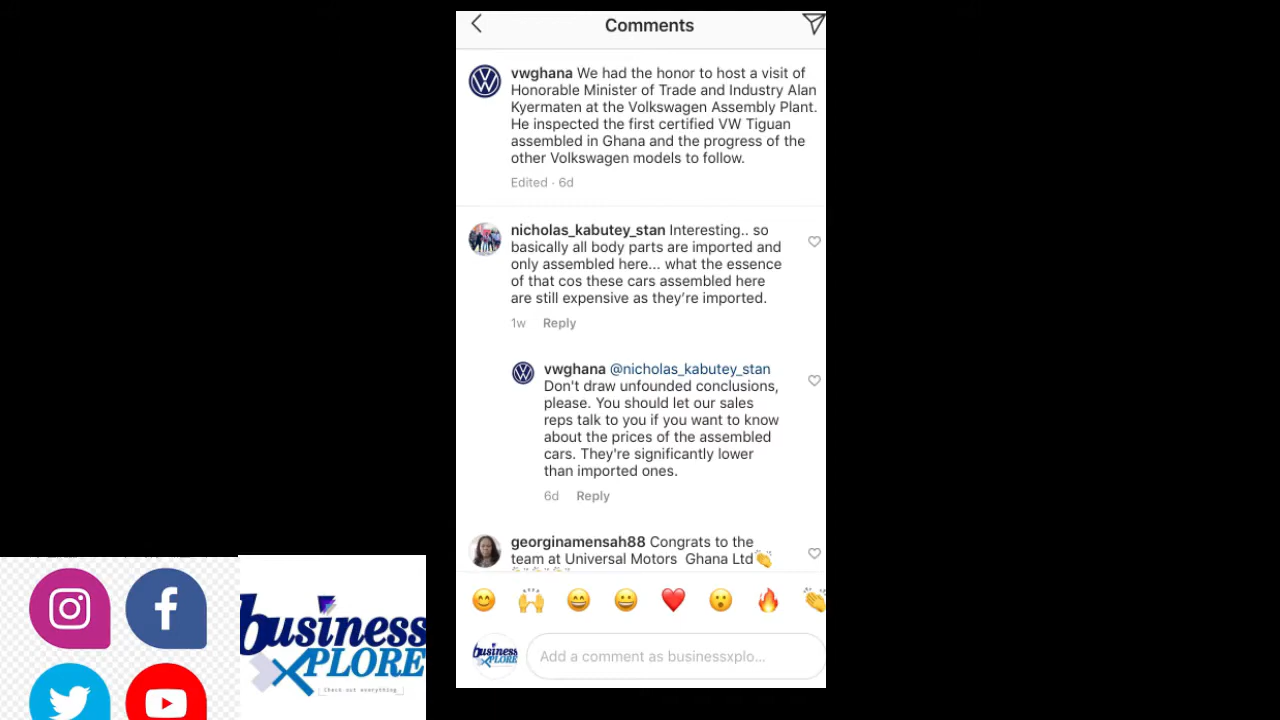 Comments
vwghana We had the honor to host a visit of
Honorable Minister of Trade and Industry Alan
Kyermaten at the Volkswagen Assembly Plant.
He inspected the first certified VW Tiguan
assembled in Ghana and the progress of the
other Volkswagen models to follow.
Edited · 6d
nicholas_kabutey_stan Interesting.. so
basically all body parts are imported and
only assembled here... what the essence
of that cos these cars assembled here
are still expensive as they're imported.
1w Reply
vwghana @nicholas_kabutey_stan
Don't draw unfounded conclusions,
please. You should let our sales
reps talk to you if you want to know
about the prices of the assembled
cars. They're significantly lower
than imported ones.
6d Reply
georginamensah88 Congrats to the
team at Universal Motors Ghana Ltd👏
😊 🙌 😄 😀 ❤️ 😮 🔥 👏
business
XPLORE
Add a comment as businessxplo...
business
XPLORE
Check out everything